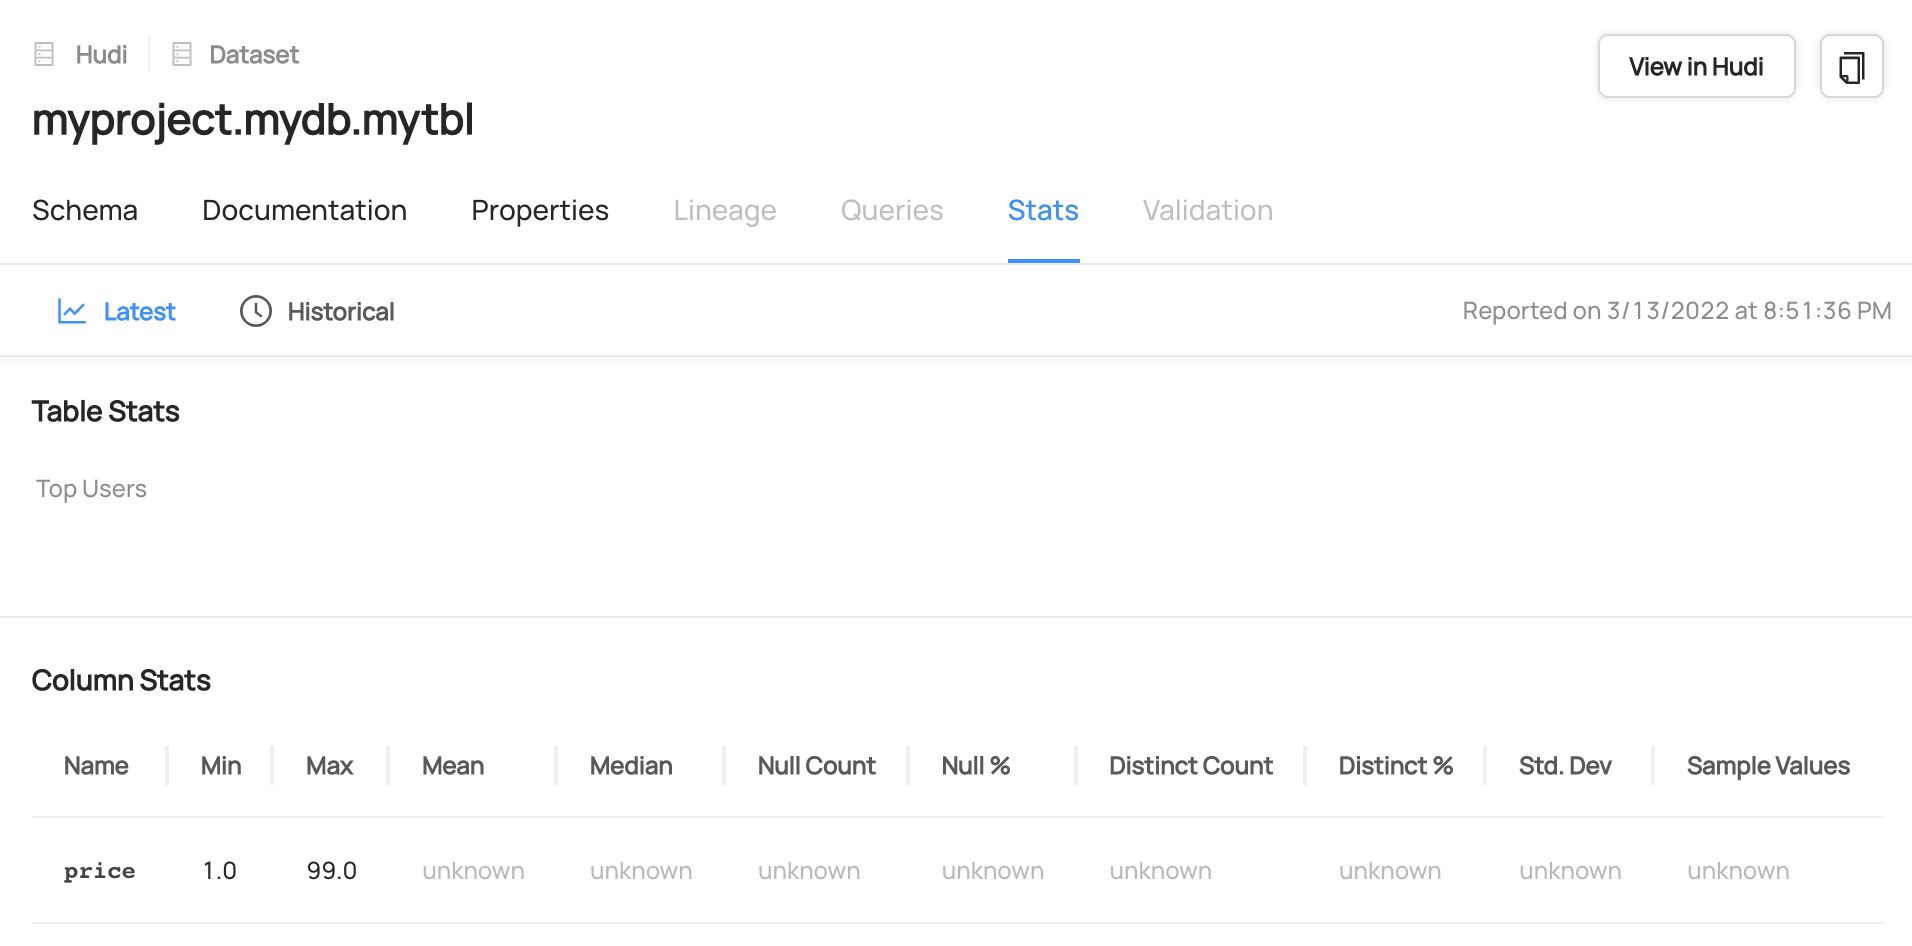 Hudi Dataset
View in Hudi
myproject.mydb.mytbl
Schema Documentation Properties Lineage Queries Stats Validation
Latest Historical Reported on 3/13/2022 at 8:51:36 PM
Table Stats
Top Users
Column Stats
Name Min Max Mean Median Null Count Null % Distinct Count Distinct % Std. Dev Sample Values
price 1.0 99.0 unknown unknown unknown unknown unknown unknown unknown unknown